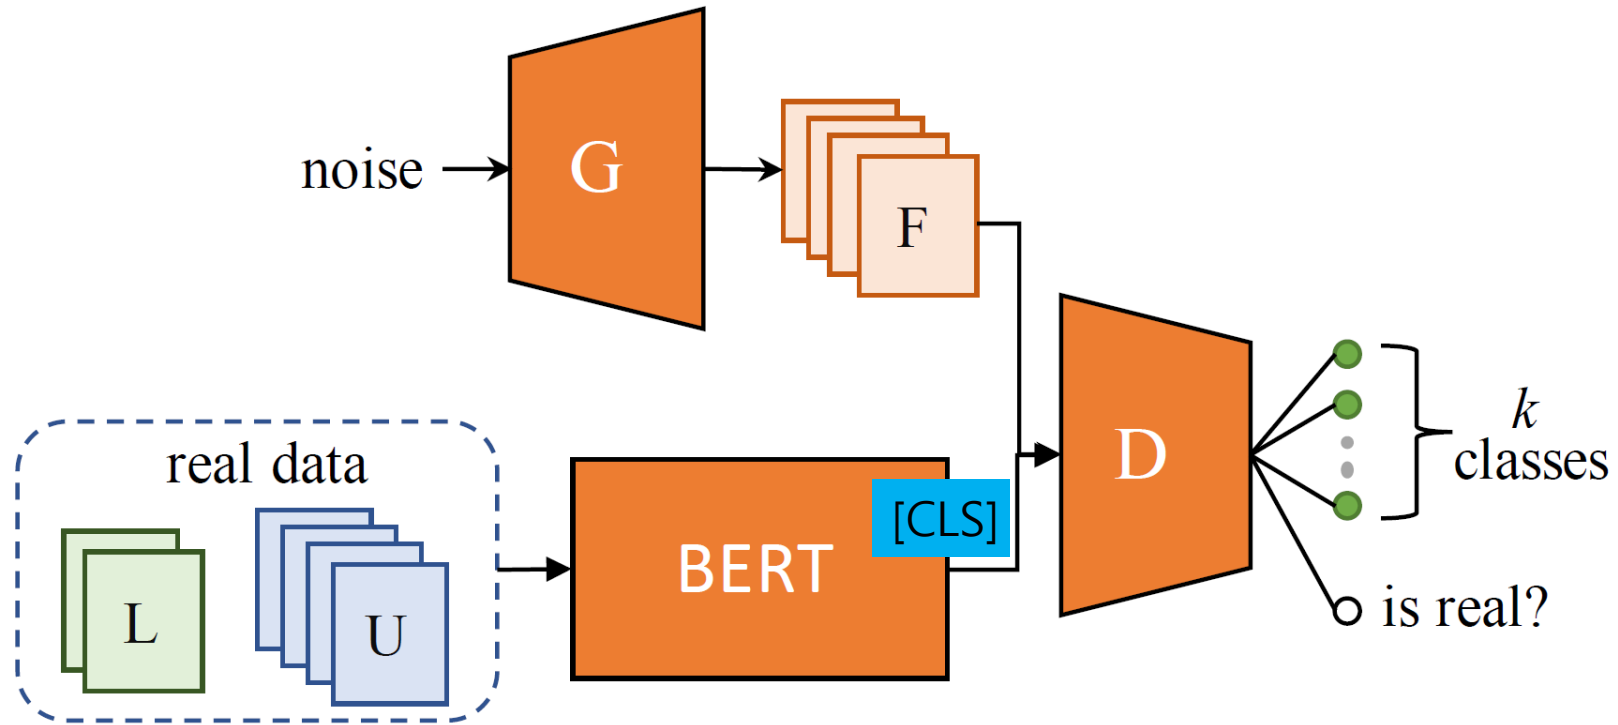 noise
G
F
real data
L
U
BERT
[CLS]
D
k
classes
is real?